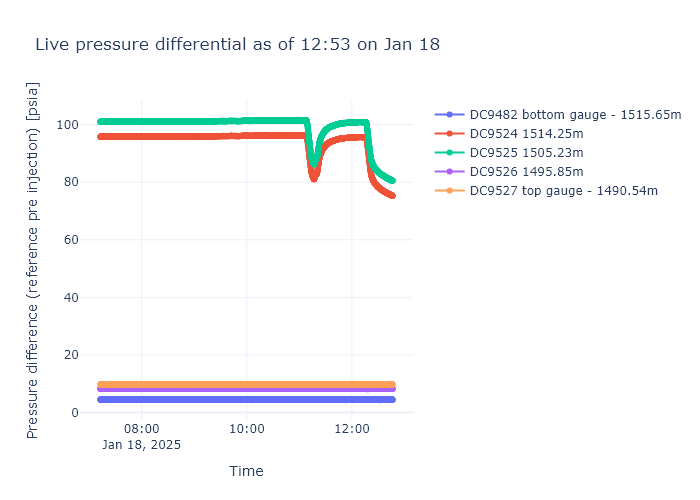 Live pressure differential as of 12:53 on Jan 18
Pressure difference (reference pre injection) [psia]
100
80
60
40
20
0
08:00
Jan 18, 2025
10:00
12:00
Time
DC9482 bottom gauge - 1515.65m
DC9524 1514.25m
DC9525 1505.23m
DC9526 1495.85m
DC9527 top gauge - 1490.54m